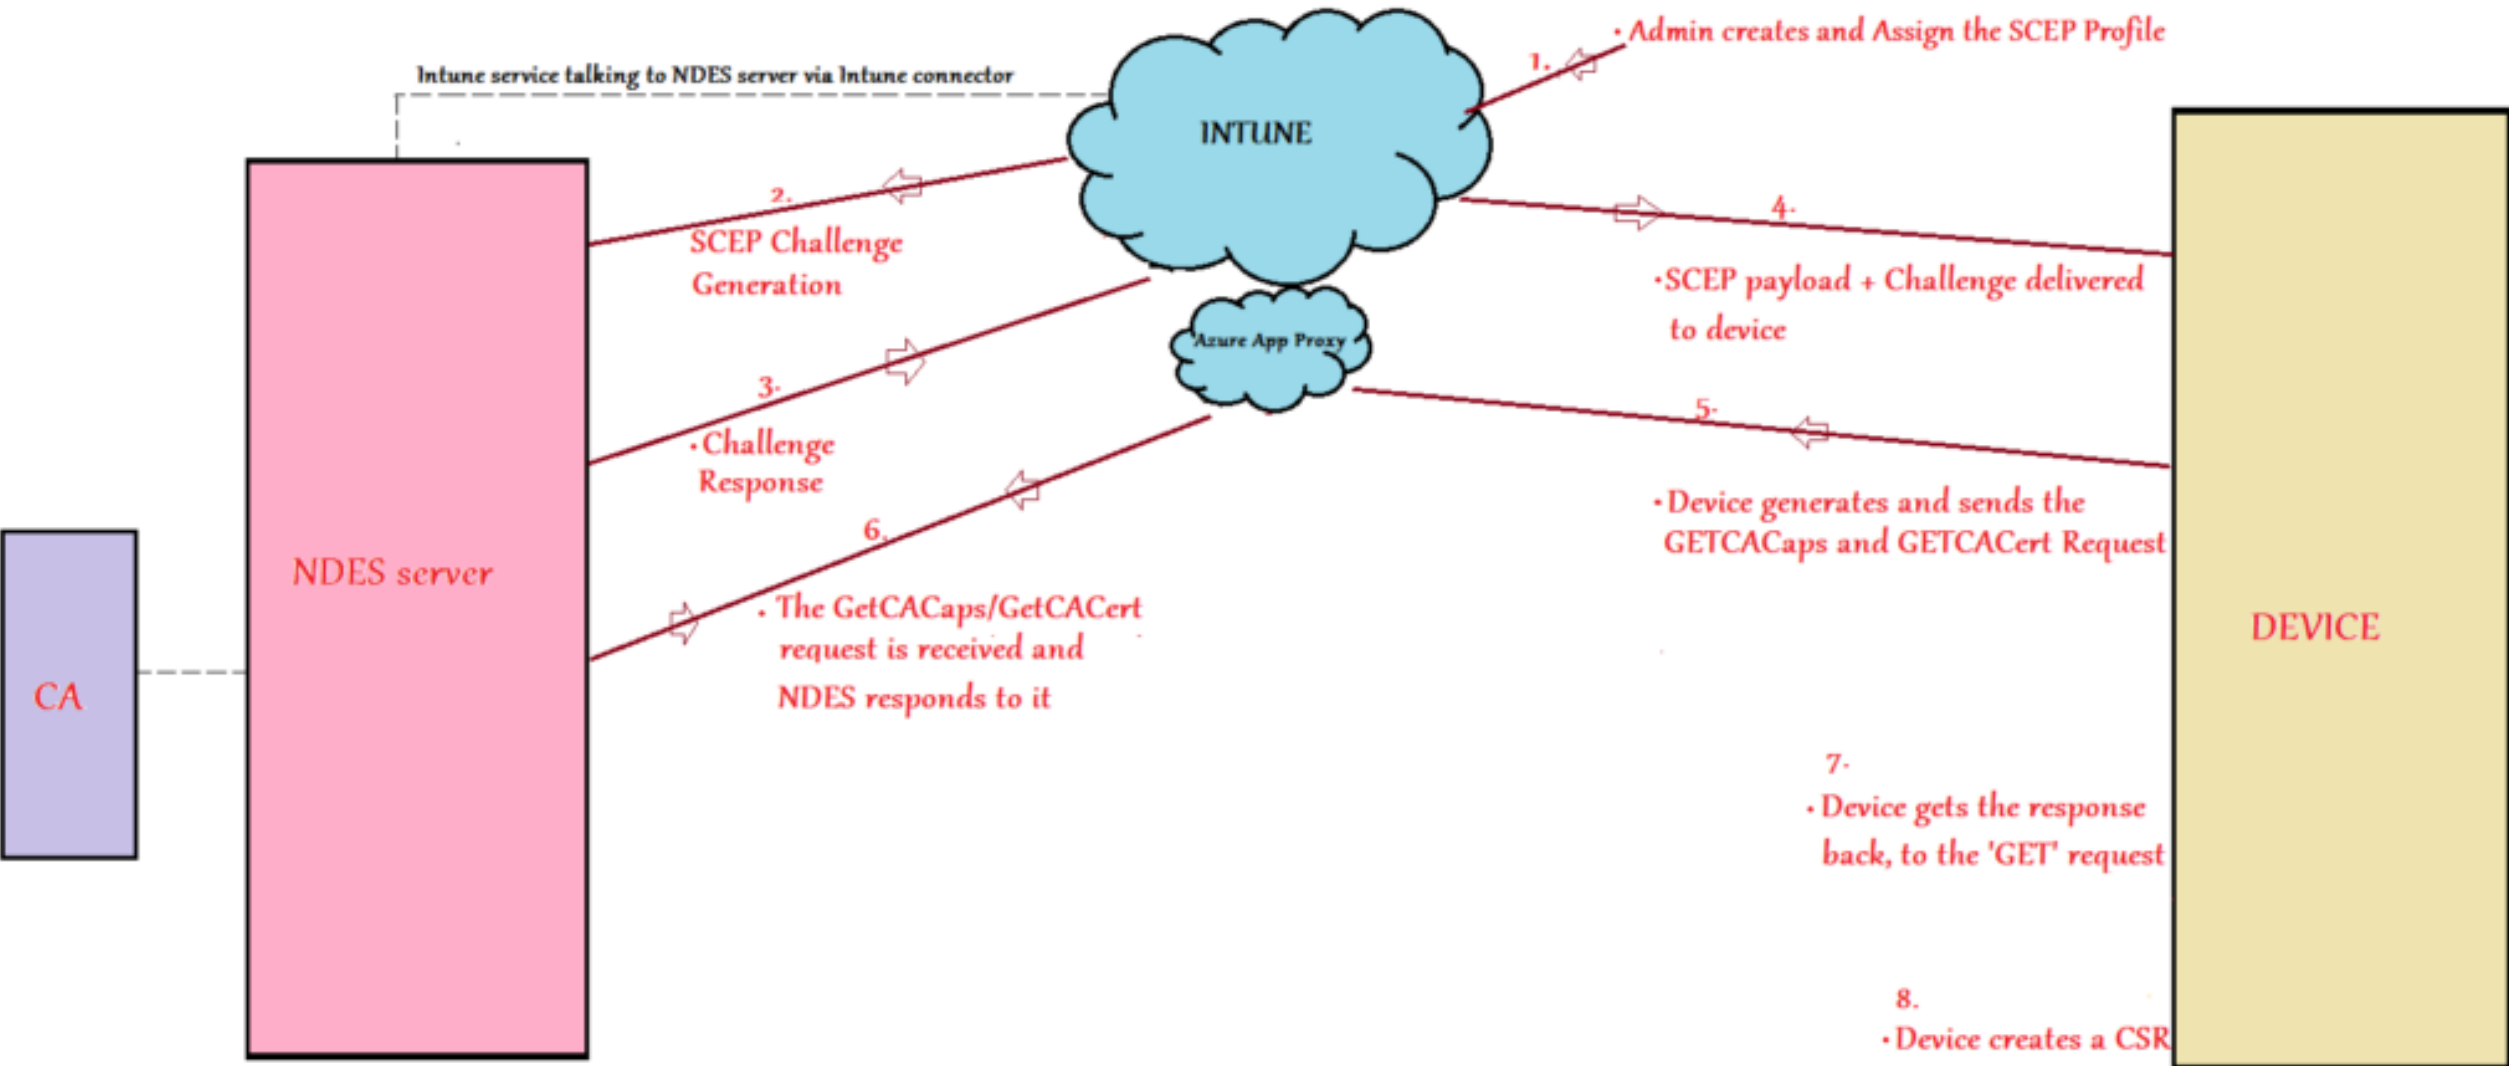 • Admin creates and Assign the SCEP Profile
1.
Intune service talking to NDES server via Intune connector
INTUNE
2.
SCEP Challenge
Generation
4.
•SCEP payload + Challenge delivered
to device
Azure App Proxy
3.
• Challenge
Response
5.
• Device generates and sends the
GETCACaps and GETCACert Request
6.
• The GetCACaps/GetCACert
request is received and
NDES responds to it
NDES server
CA
DEVICE
7.
• Device gets the response
back, to the 'GET' request
8.
• Device creates a CSR